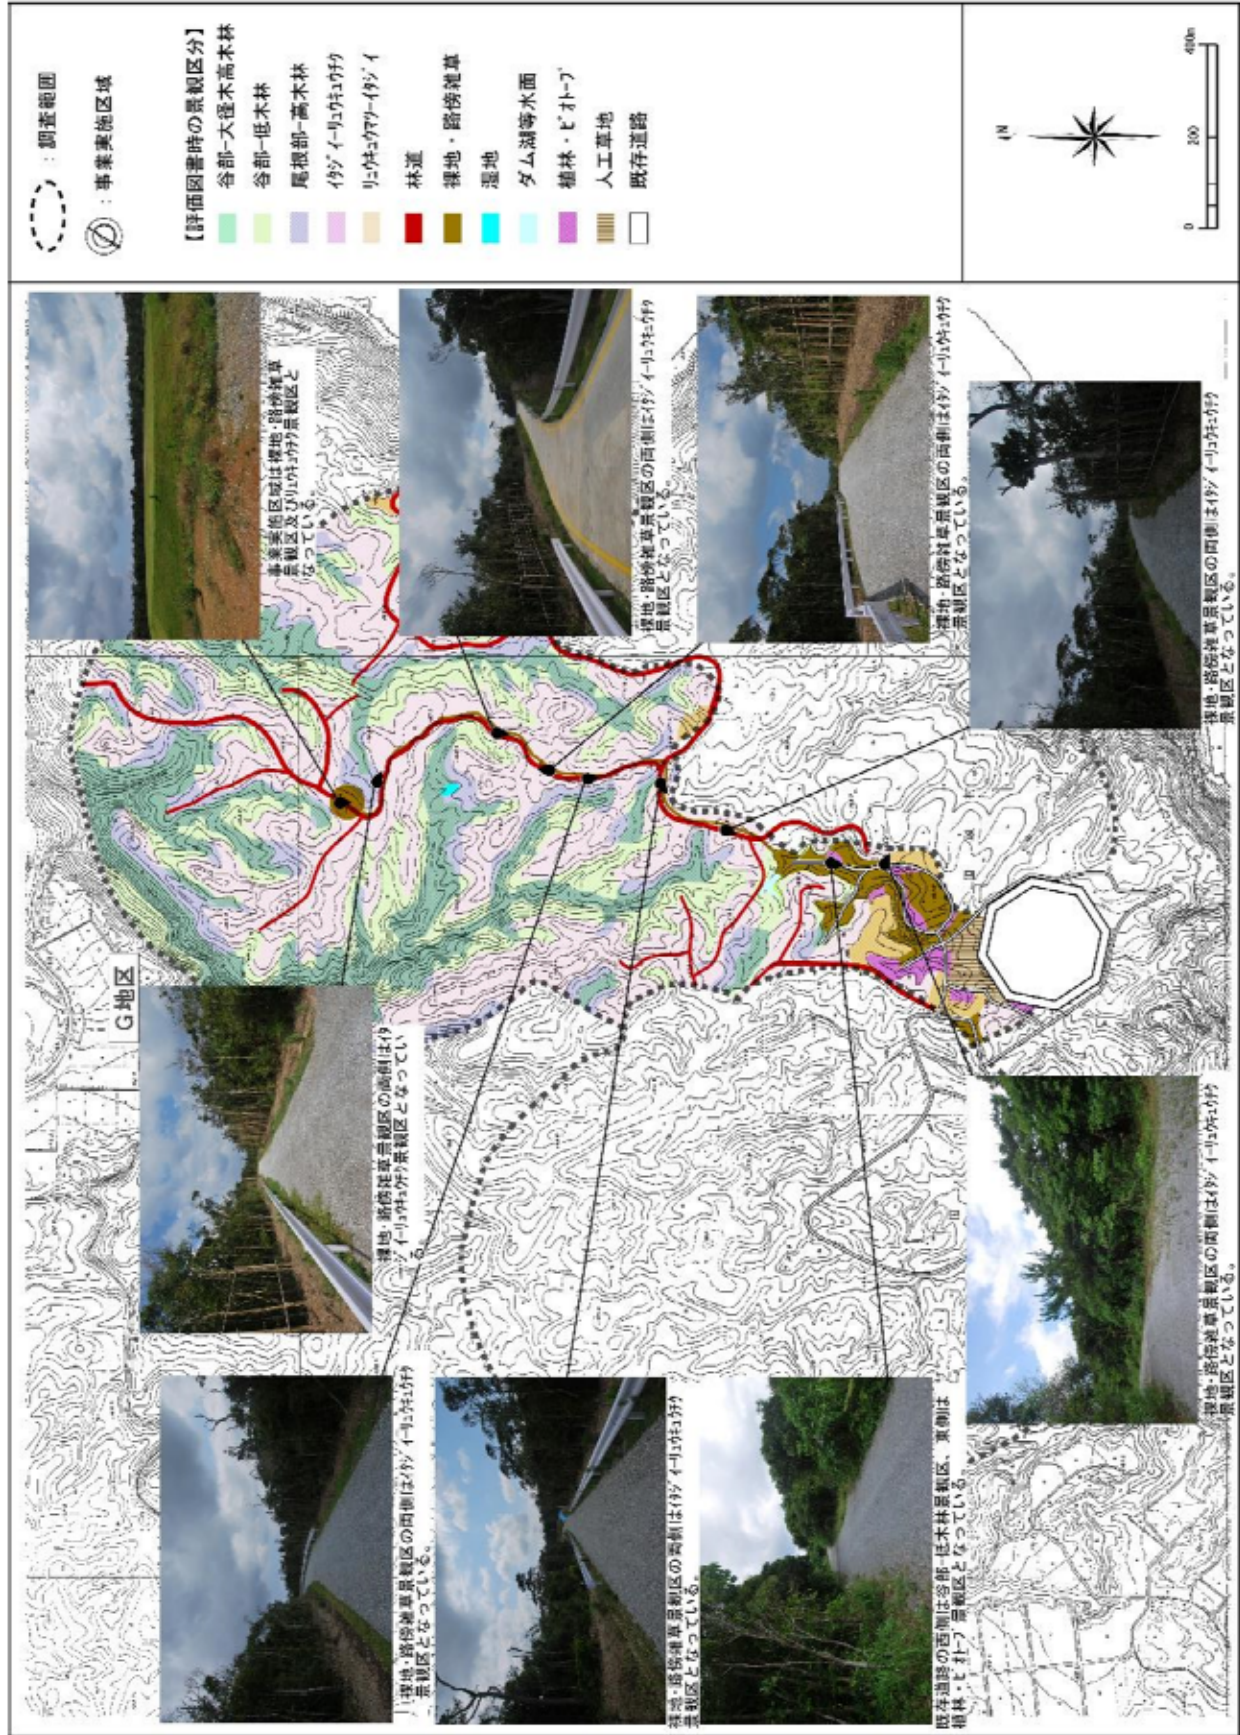 ：調査範囲
：事業実施区域
【評価図書時の景観区分】
谷部-大径木高木林
谷部-低木林
尾根部-高木林
ｲﾀｼﾞｲｰﾘｭｳｷｭｳﾁｸ
ﾘｭｳｷｭｳﾏﾂｰｲﾀｼﾞｲ
林道
裸地・路傍雑草
湿地
ダム湖等水面
植林・ﾋﾞｵﾄｰﾌﾟ
人工草地
既存道路
N
0
200
400m
G地区
事業実施区域は裸地・路傍雑草
景観区及びﾘｭｳｷｭｳﾁｸ景観区と
なっている。
裸地・路傍雑草景観区の両側はｲﾀｼﾞｲｰﾘｭｳｷｭｳﾁｸ
景観区となっている。
裸地・路傍雑草景観区の両側はｲﾀｼﾞｲｰﾘｭｳｷｭｳﾁｸ
景観区となっている。
裸地・路傍雑草景観区の両側はｲﾀｼﾞｲｰﾘｭｳｷｭｳﾁｸ
景観区となっている。
裸地・路傍雑草景観区の両側はｲﾀ
ｼﾞｲｰﾘｭｳｷｭｳﾁｸ景観区となってい
る
裸地・路傍雑草景観区の両側はｲﾀｼﾞｲｰﾘｭｳｷｭｳﾁｸ
景観区となっている。
裸地・路傍雑草景観区の両側はｲﾀｼﾞｲｰﾘｭｳｷｭｳﾁｸ
景観区となっている。
既存道路の西側は谷部-低木林景観区、東側は
植林・ﾋﾞｵﾄｰﾌﾟ景観区となっている
裸地・路傍雑草景観区の両側はｲﾀｼﾞｲｰﾘｭｳｷｭｳﾁｸ
景観区となっている。